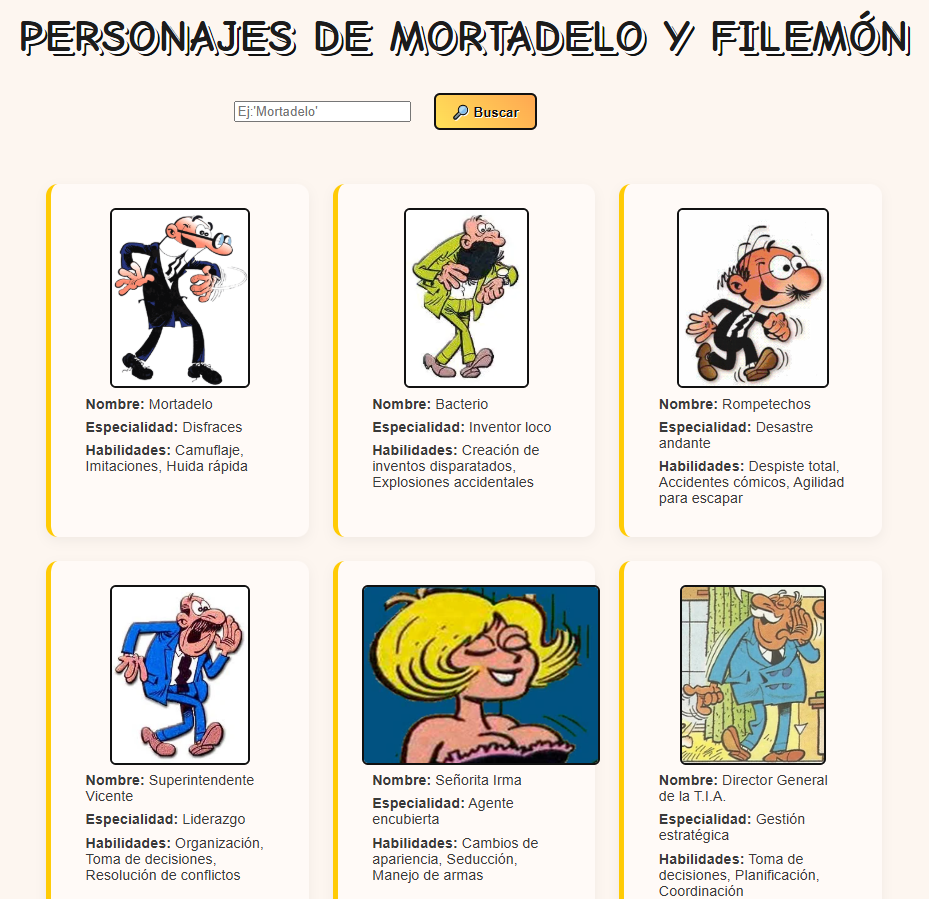 PERSONAJES DE MORTADELO Y FILEMÓN
Ej:'Mortadelo'
🔎 Buscar
Nombre: Mortadelo
Especialidad: Disfraces
Habilidades: Camuflaje,
Imitaciones, Huida rápida
Nombre: Bacterio
Especialidad: Inventor loco
Habilidades: Creación de
inventos disparatados,
Explosiones accidentales
Nombre: Rompetechos
Especialidad: Desastre
andante
Habilidades: Despiste total,
Accidentes cómicos, Agilidad
para escapar
Nombre: Superintendente
Vicente
Especialidad: Liderazgo
Habilidades: Organización,
Toma de decisiones,
Resolución de conflictos
Nombre: Señorita Irma
Especialidad: Agente
encubierta
Habilidades: Cambios de
apariencia, Seducción,
Manejo de armas
Nombre: Director General
de la T.I.A.
Especialidad: Gestión
estratégica
Habilidades: Toma de
decisiones, Planificación,
Coordinación